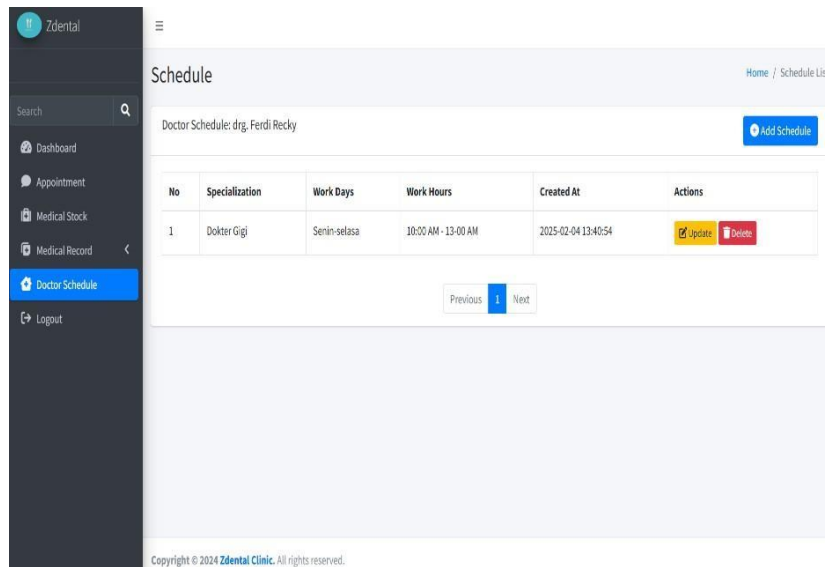 Zdental
Schedule
Home / Schedule Lis
Search
Doctor Schedule: drg. Ferdi Recky
Add Schedule
Dashboard
Appointment
Medical Stock
Medical Record
Doctor Schedule
Logout
No Specialization Work Days Work Hours Created At Actions
1 Dokter Gigi Senin-selasa 10:00 AM - 13-00 AM 2025-02-04 13:40:54 Update Delete
Previous 1 Next
Copyright © 2024 Zdental Clinic. All rights reserved.